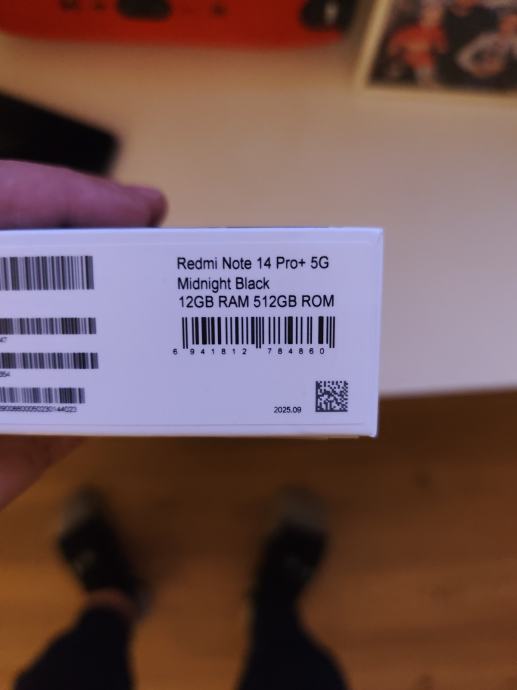 Redmi Note 14 Pro+ 5G
Midnight Black
12GB RAM 512GB ROM
6 941812 784860
2025.09